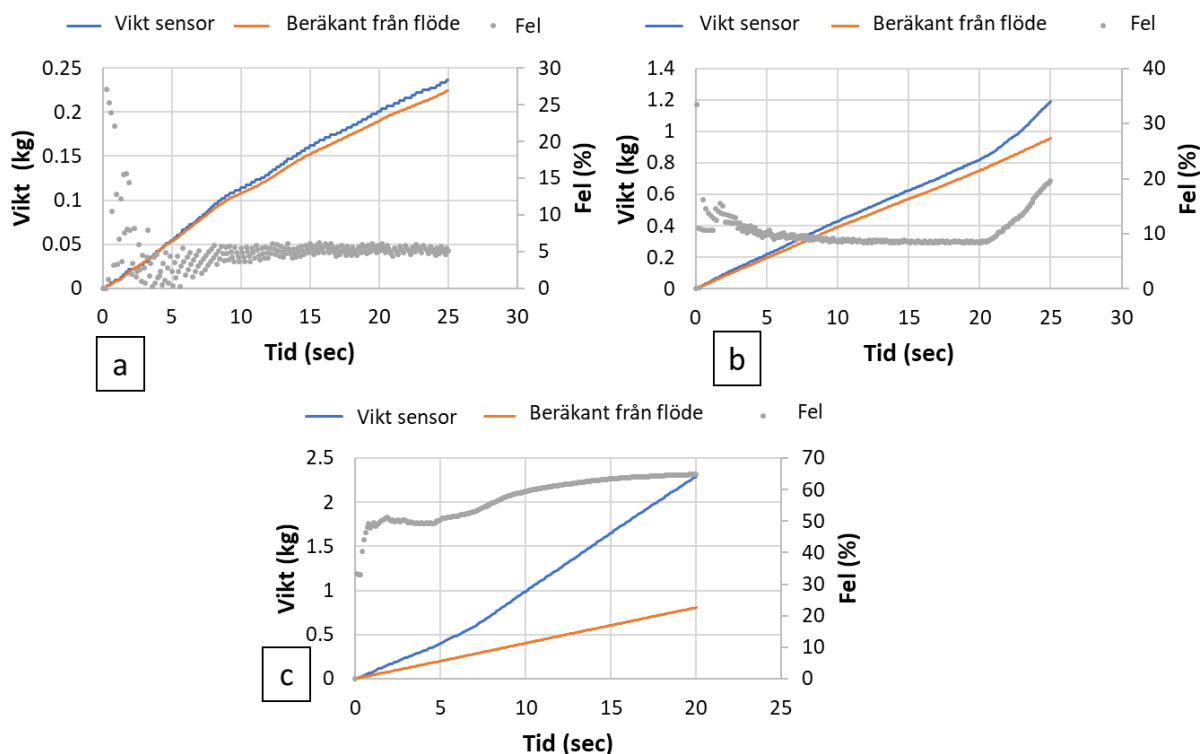 Vikt sensor Beräkant från flöde Fel
0.25 0.2 0.15 0.1 0.05 0
Vikt (kg)
30 25 20 15 10 5 0
Fel (%)
0 5 10 15 20 25 30
Tid (sec)
a
Vikt sensor Beräkant från flöde Fel
1.4 1.2 1 0.8 0.6 0.4 0.2 0
Vikt (kg)
40 30 20 10 0
Fel (%)
0 5 10 15 20 25 30
Tid (sec)
b
Vikt sensor Beräkant från flöde Fel
2.5 2 1.5 1 0.5 0
Vikt (kg)
70 60 50 40 30 20 10 0
Fel (%)
0 5 10 15 20 25
Tid (sec)
c